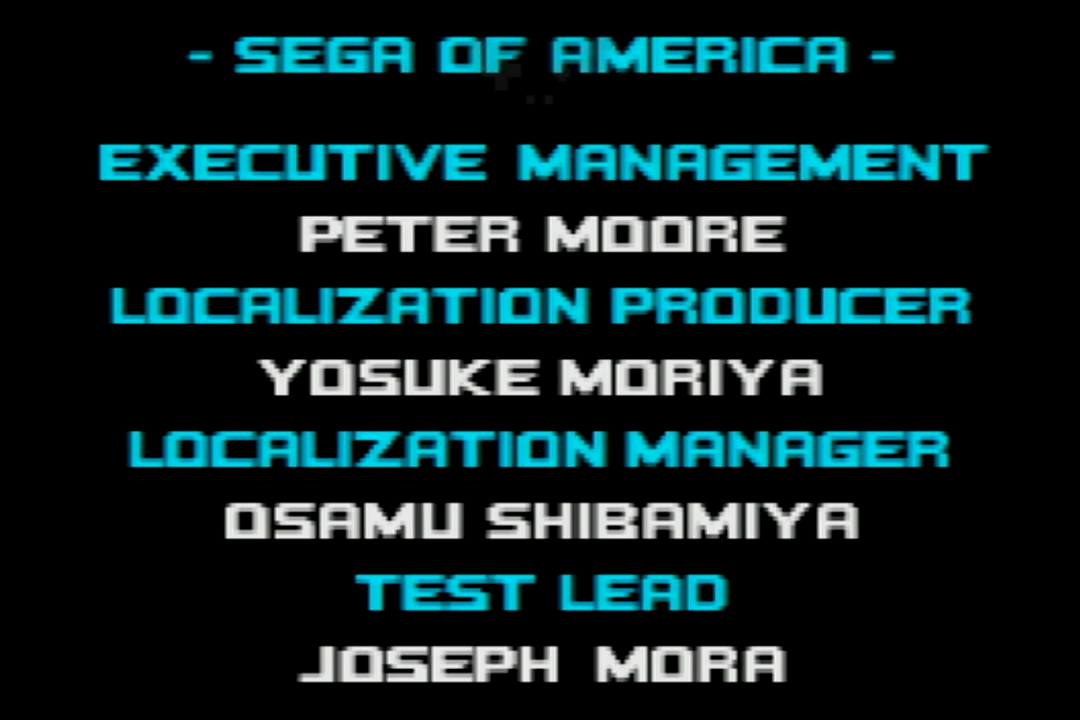 - SEGA OF AMERICA -
EXECUTIVE MANAGEMENT
PETER MOORE
LOCALIZATION PRODUCER
YOSUKE MORIYA
LOCALIZATION MANAGER
OSAMU SHIBAMIYA
TEST LEAD
JOSEPH MORA